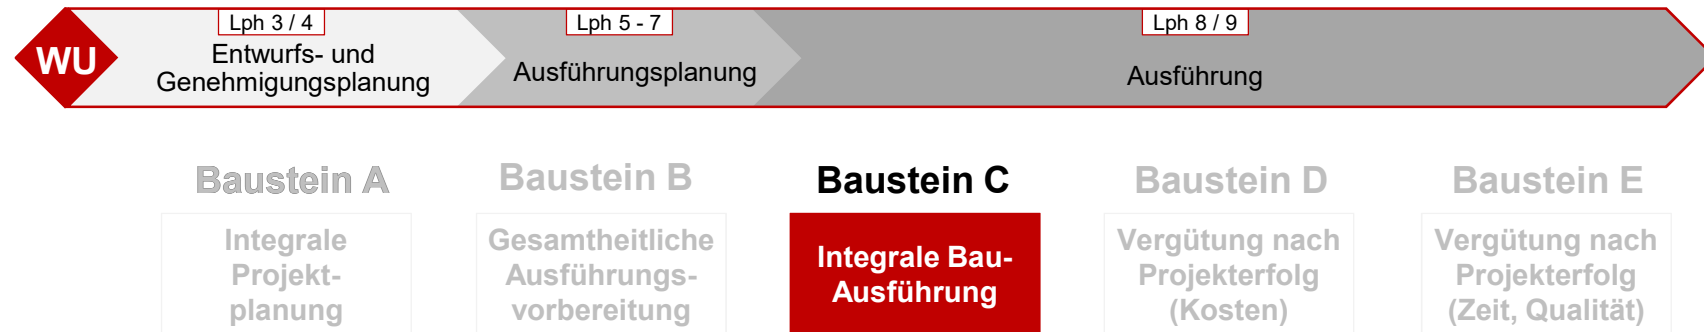 WU
Lph 3 / 4
Entwurfs- und
Genehmigungsplanung
Lph 5 - 7
Ausführungsplanung
Lph 8 / 9
Ausführung
Baustein A
Integrale
Projekt-
planung
Baustein B
Gesamtheitliche
Ausführungs-
vorbereitung
Baustein C
Integrale Bau-
Ausführung
Baustein D
Vergütung nach
Projekterfolg
(Kosten)
Baustein E
Vergütung nach
Projekterfolg
(Zeit, Qualität)